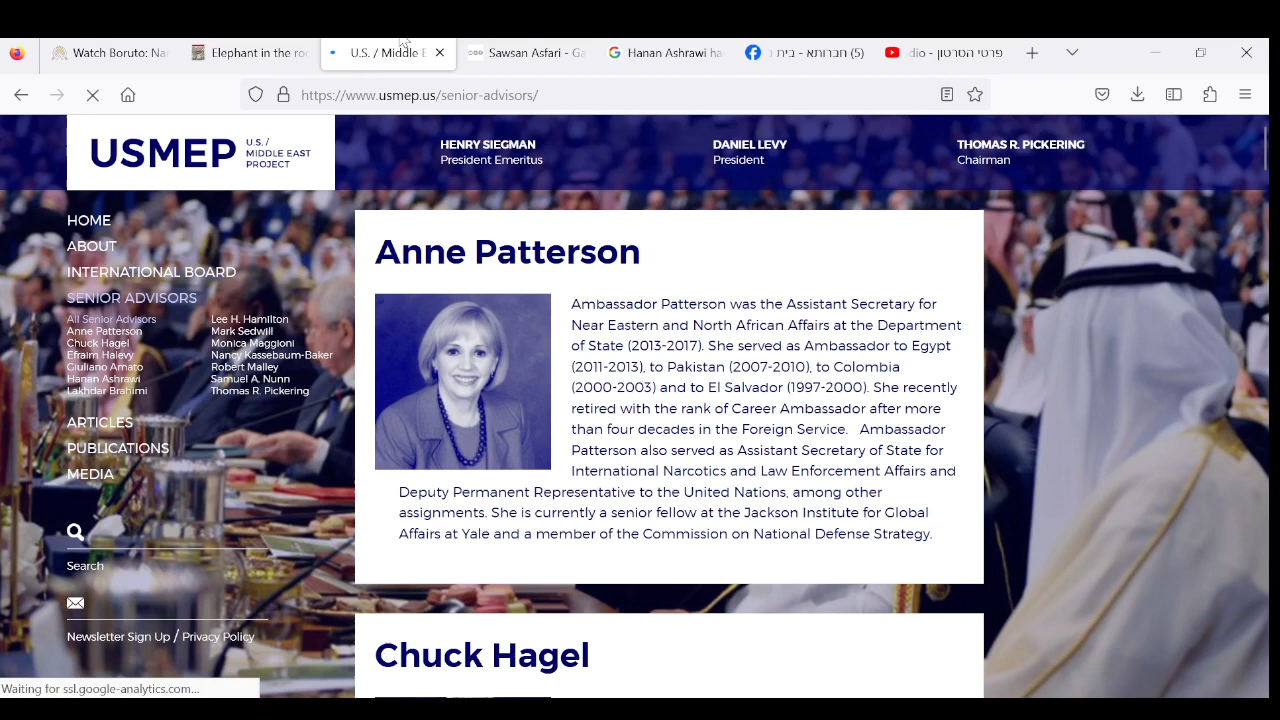 Watch Boruto: Na
Elephant in the ro
U.S. / Middle E
Sawsan Asfari - Ga
Hanan Ashrawi ha
(5) חברותא - בית
פרטי הסרטון - dio
https://www.usmep.us/senior-advisors/
USMEP
U.S. /
MIDDLE EAST
PROJECT
HENRY SIEGMAN
President Emeritus
DANIEL LEVY
President
THOMAS R. PICKERING
Chairman
HOME
ABOUT
INTERNATIONAL BOARD
SENIOR ADVISORS
All Senior Advisors
Anne Patterson
Chuck Hagel
Efraim Halevy
Giuliano Amato
Hanan Ashrawi
Lakhdar Brahimi
Lee H. Hamilton
Mark Sedwill
Monica Maggioni
Nancy Kassebaum-Baker
Robert Malley
Samuel A. Nunn
Thomas R. Pickering
ARTICLES
PUBLICATIONS
MEDIA
Search
Newsletter Sign Up / Privacy Policy
Anne Patterson
Ambassador Patterson was the Assistant Secretary for
Near Eastern and North African Affairs at the Department
of State (2013-2017). She served as Ambassador to Egypt
(2011-2013), to Pakistan (2007-2010), to Colombia
(2000-2003) and to El Salvador (1997-2000). She recently
retired with the rank of Career Ambassador after more
than four decades in the Foreign Service. Ambassador
Patterson also served as Assistant Secretary of State for
International Narcotics and Law Enforcement Affairs and
Deputy Permanent Representative to the United Nations, among other
assignments. She is currently a senior fellow at the Jackson Institute for Global
Affairs at Yale and a member of the Commission on National Defense Strategy.
Chuck Hagel
Waiting for ssl.google-analytics.com...